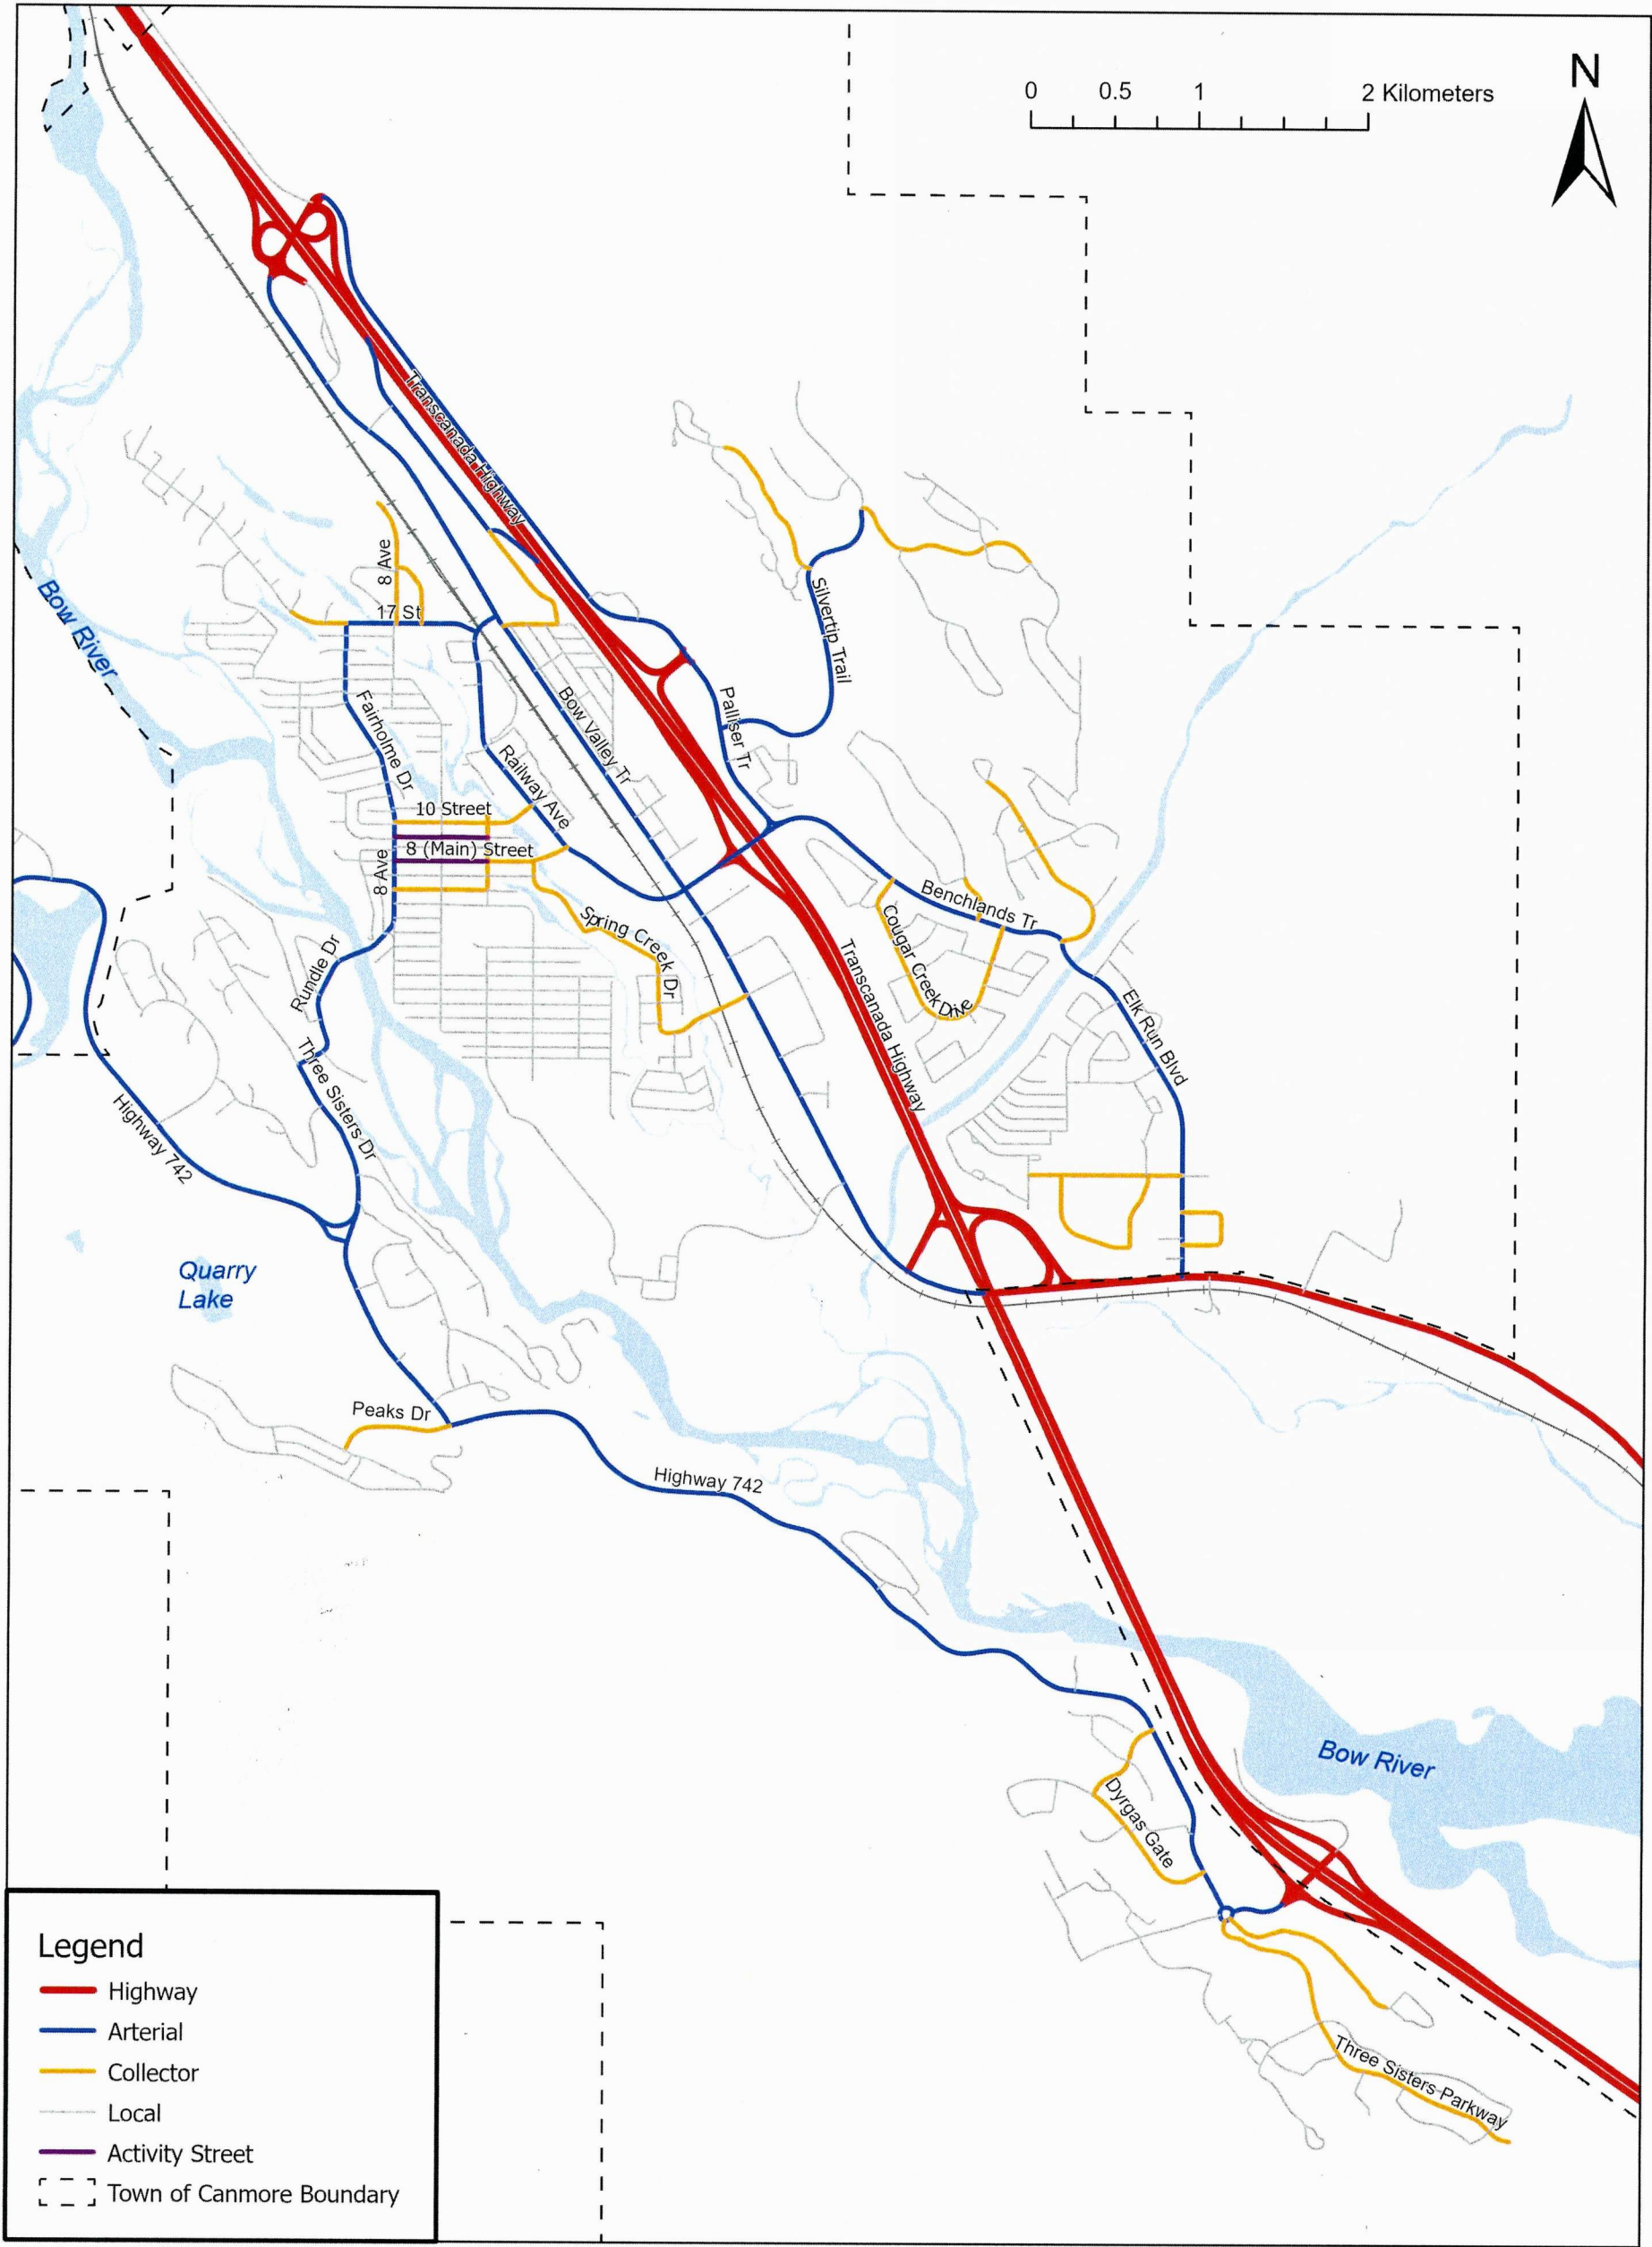 N
0 0.5 1 2 Kilometers
Transcanada Highway
8 Ave
17 St
Silvertip Trail
Bow River
Fairholme Dr
Bow Valley Tr
Palliser Tr
Railway Ave
10 Street
8 (Main) Street
8 Ave
Benchlands Tr
Cougar Creek Drive
Spring Creek Dr
Rundle Dr
Transcanada Highway
Elk Run Blvd
Three Sisters Dr
Highway 742
Quarry
Lake
Peaks Dr
Highway 742
Bow River
Dyrgas Gate
Three Sisters Parkway
Legend
Highway
Arterial
Collector
Local
Activity Street
Town of Canmore Boundary